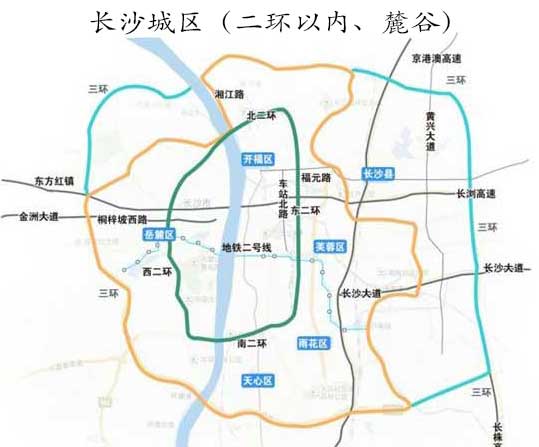 长沙城区（二环以内、麓谷）
京港澳高速
三环
三环
湘江路
北二环
黄兴大道
开福区
福元路
长沙县
车站北路
东方红镇
长沙市
长浏高速
金洲大道
桐梓坡西路
东二环
岳麓区
地铁二号线
芙蓉区
西二环
长沙大道
三环
长沙大道
南二环
雨花区
天心区
三环
长株高